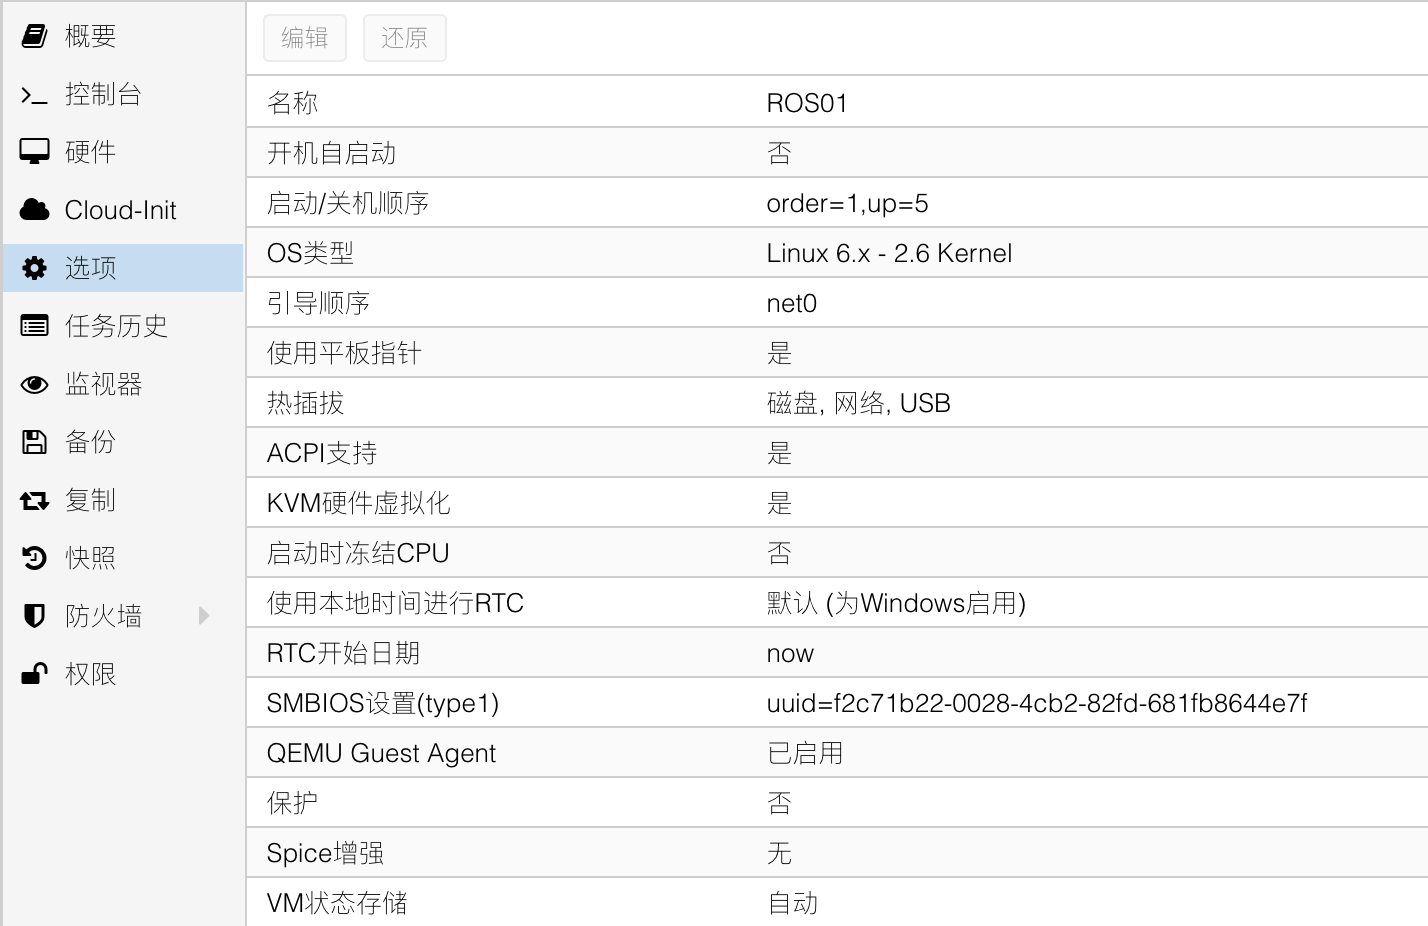 概要
控制台
硬件
Cloud-Init
选项
任务历史
监视器
备份
复制
快照
防火墙
权限
编辑 还原
名称 ROS01
开机自启动 否
启动/关机顺序 order=1,up=5
OS类型 Linux 6.x - 2.6 Kernel
引导顺序 net0
使用平板指针 是
热插拔 磁盘, 网络, USB
ACPI支持 是
KVM硬件虚拟化 是
启动时冻结CPU 否
使用本地时间进行RTC 默认 (为Windows启用)
RTC开始日期 now
SMBIOS设置(type1) uuid=f2c71b22-0028-4cb2-82fd-681fb8644e7f
QEMU Guest Agent 已启用
保护 否
Spice增强 无
VM状态存储 自动